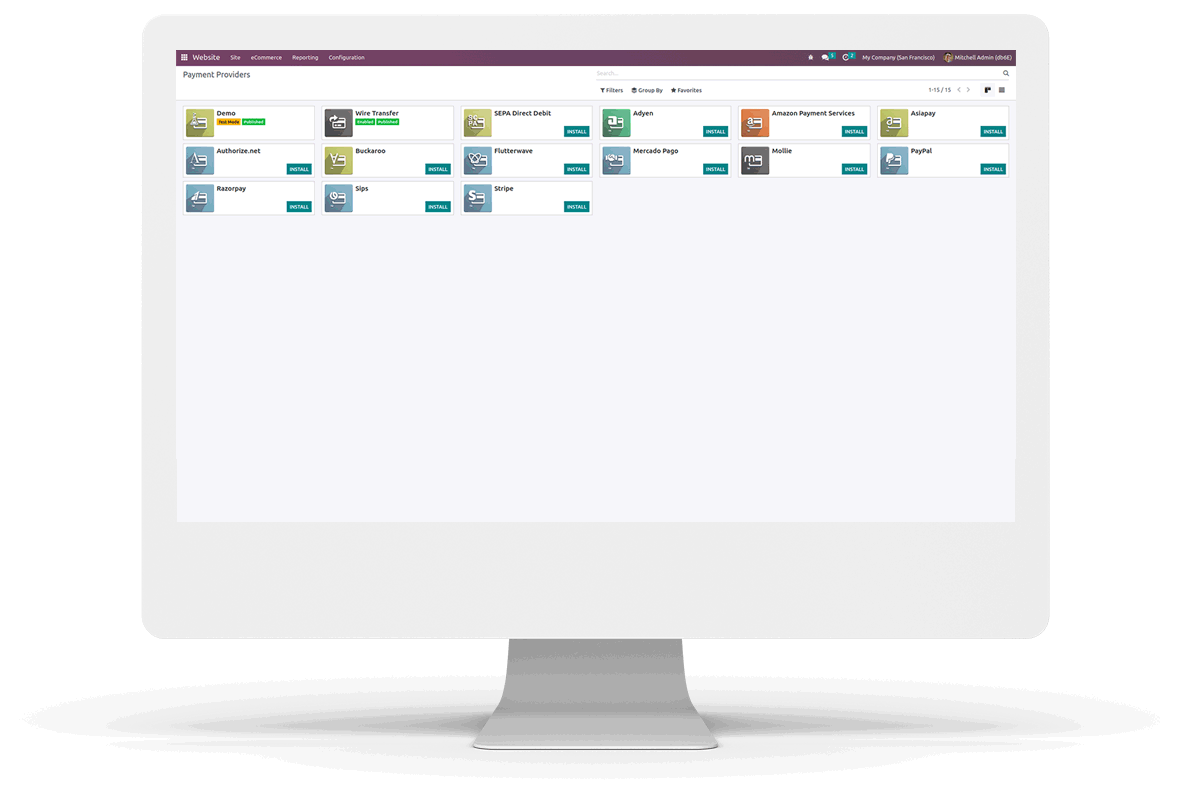 Website Site eCommerce Reporting Configuration 5 2 My Company (San Francisco) Mitchell Admin (db6E)
Payment Providers Search...
Filters Group By Favorites 1-15 / 15
Demo Wire Transfer SEPA Direct Debit Adyen Amazon Payment Services Asiapay
Test Mode Published Enabled Published
INSTALL INSTALL INSTALL INSTALL
Authorize.net Buckaroo Flutterwave Mercado Pago Mollie PayPal
INSTALL INSTALL INSTALL INSTALL INSTALL INSTALL
Razorpay Sips Stripe
INSTALL INSTALL INSTALL